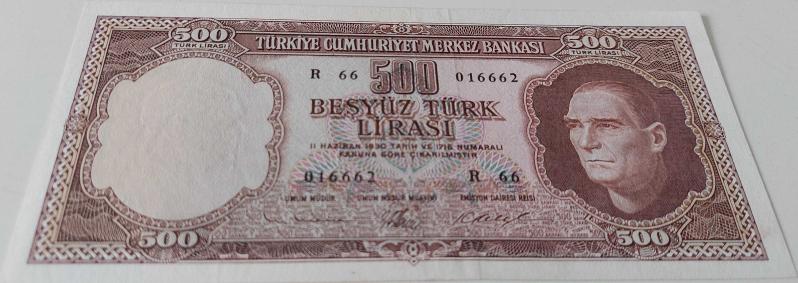 500 TÜRKİYE CUMHURİYET MERKEZ BANKASI 500
TÜRK LİRASI TÜRK LİRASI
R 66 500 016662
BEŞYÜZ TÜRK
LİRASI
11 HAZİRAN 1930 TARİH VE 1715 NUMARALI
KANUNA GÖRE ÇIKARILMIŞTIR
016662 R 66
UMUM MÜDÜR UMUM MÜDÜR MUAVİNİ EMİSYON DAİRESİ REİSİ
500 500